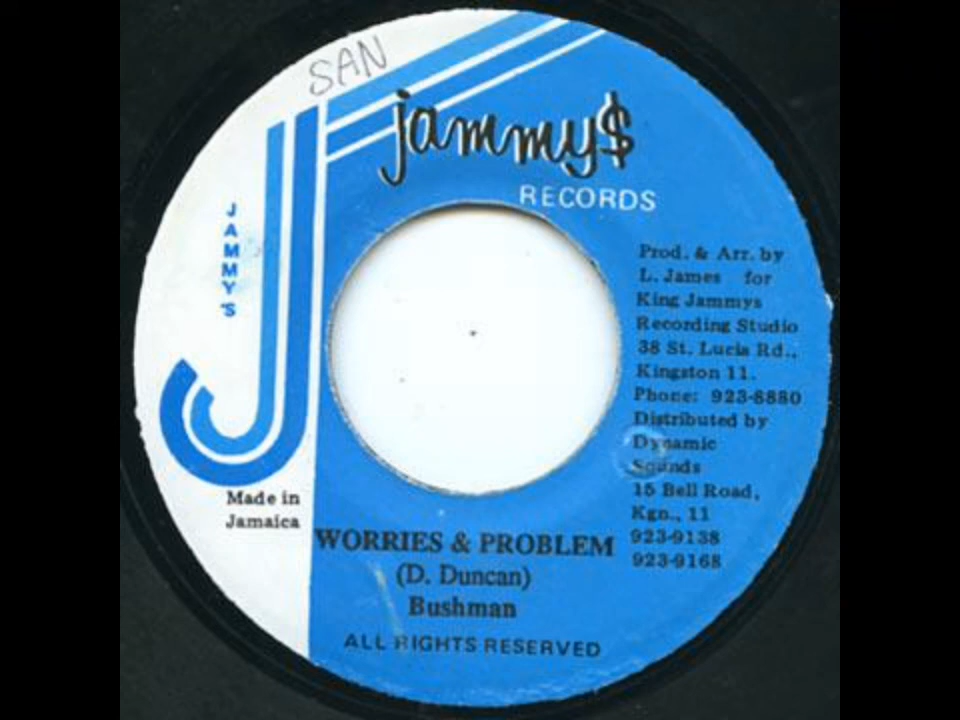 SAN
jammy$
RECORDS
JAMMY'S
Prod. & Arr. by
L. James for
King Jammys
Recording Studio
38 St. Lucia Rd.,
Kingston 11.
Phone: 923-8880
Distributed by
Dynamic
Sounds
15 Bell Road,
Kgn., 11
923-9138
923-9168
Made in
Jamaica
WORRIES & PROBLEM
(D. Duncan)
Bushman
ALL RIGHTS RESERVED